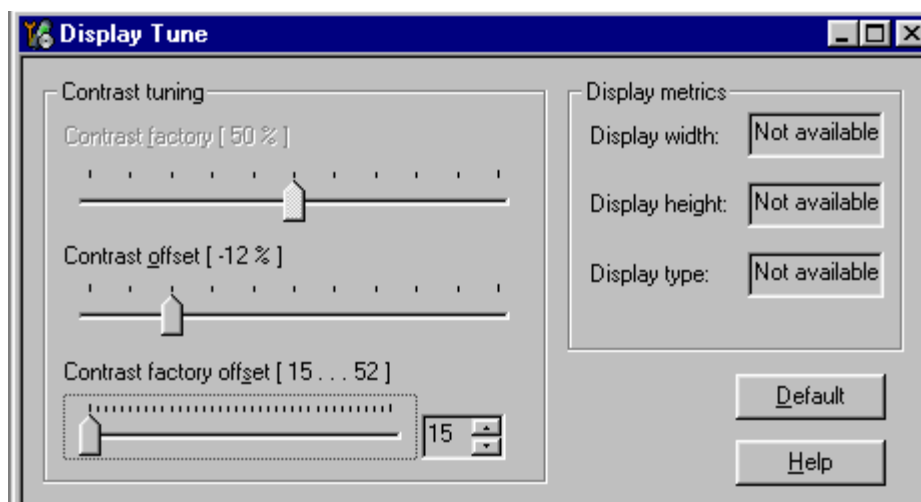 Display Tune
Contrast tuning
Contrast factory [ 50 % ]
Contrast offset [ -12 % ]
Contrast factory offset [ 15 . . . 52 ]
15
Display metrics
Display width: Not available
Display height: Not available
Display type: Not available
Default
Help